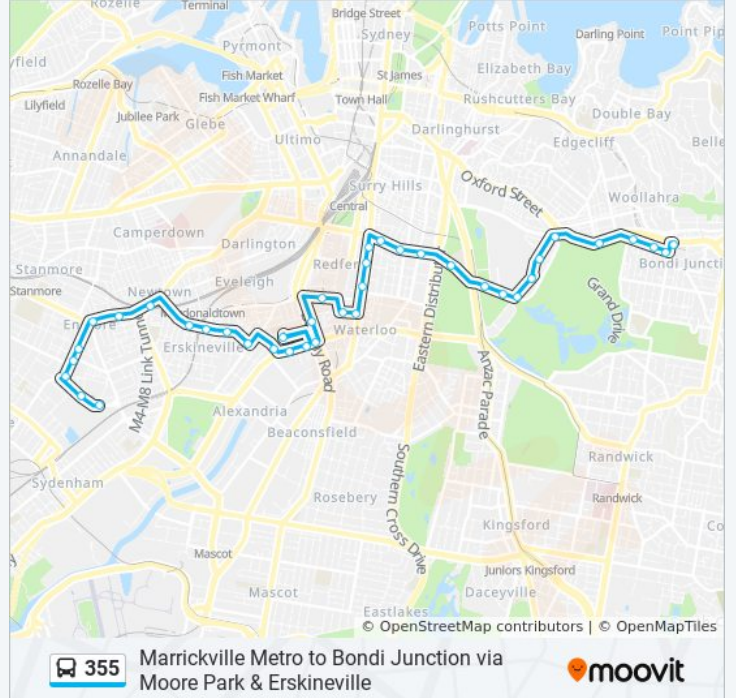 Rozelle
Terminal
Bridge Street
Sydney
Potts Point
Darling Point
Point Pip
Pyrmont
yfield
Fish Market
St James
Elizabeth Bay
Rozelle Bay
Fish Market Wharf
Town Hall
Rushcutters Bay
Lilyfield
Jubilee Park
Glebe
Double Bay
Darlinghurst
Ultimo
Edgecliff
Belle
Annandale
Oxford Street
Surry Hills
Woollahra
Central
Camperdown
Darlington
Redfer
Bondi Juncti
Stanmore
Eveleigh
Stanmore
Newtown
Grand Drive
Macdonaldtown
Eastern Distribu
En e
Waterloo
Erskineville
M4-M8 Link Tunn
y Road
Anzac Parade
Alexandria
Beaconsfield
Randwick
Sydenham
Rosebery
Southern Cross Drive
Randwick
Kingsford
Co
Mascot
Juniors Kingsford
Mascot
Daceyville
Eastlakes
© OpenStreetMap contributors | © OpenMapTiles
355
Marrickville Metro to Bondi Junction via
Moore Park & Erskineville
moovit